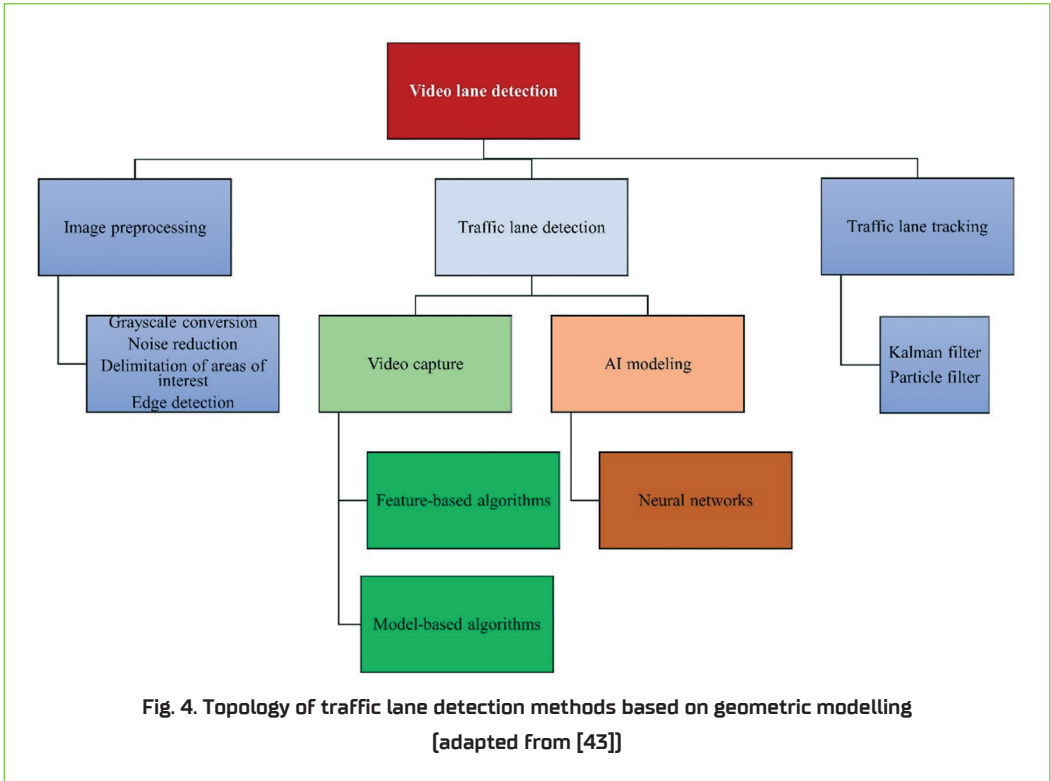 Video lane detection
Image preprocessing
Traffic lane detection
Traffic lane tracking
Grayscale conversion
Noise reduction
Delimitation of areas of
interest
Edge detection
Video capture
AI modeling
Kalman filter
Particle filter
Feature-based algorithms
Neural networks
Model-based algorithms
Fig. 4. Topology of traffic lane detection methods based on geometric modelling
(adapted from [43])